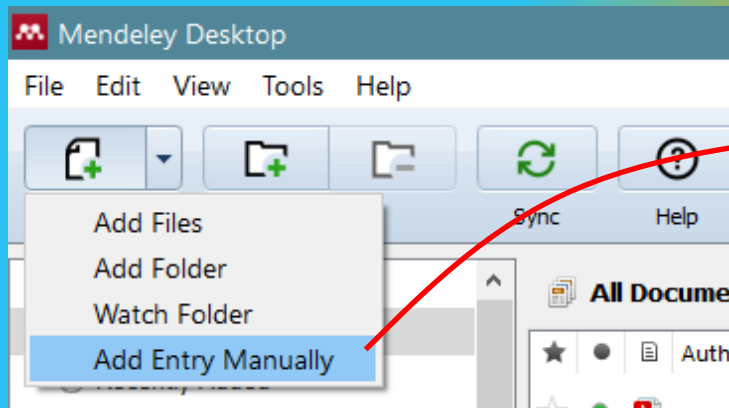 Mendeley Desktop
File Edit View Tools Help
Sync Help
Add Files
Add Folder
Watch Folder
Add Entry Manually
All Docume
Auth